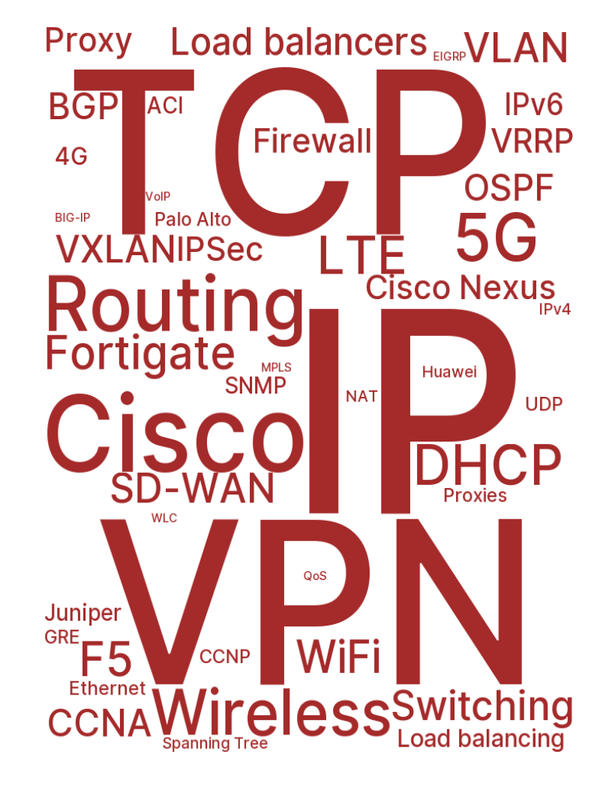 Proxy
Load balancers
EIGRP
VLAN
TCP
BGP
ACI
IPv6
Firewall
VRRP
4G
OSPF
VoIP
BIG-IP
Palo Alto
5G
VXLAN
IPSec
LTE
Cisco Nexus
Routing
IPv4
IP
Fortigate
MPLS
Huawei
SNMP
NAT
UDP
Cisco
DHCP
SD-WAN
Proxies
WLC
VPN
QoS
Juniper
GRE
F5
CCNP
WiFi
Ethernet
Wireless
Switching
CCNA
Load balancing
Spanning Tree